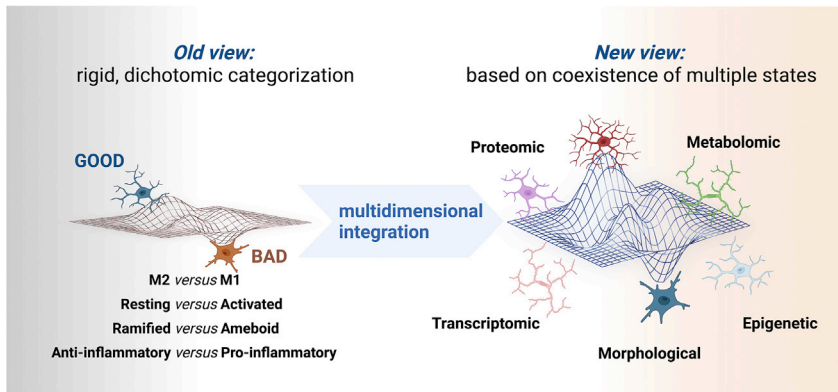 Old view:
rigid, dichotomic categorization
GOOD
BAD
M2 versus M1
Resting versus Activated
Ramified versus Ameboid
Anti-inflammatory versus Pro-inflammatory
multidimensional
integration
New view:
based on coexistence of multiple states
Proteomic
Metabolomic
Transcriptomic
Epigenetic
Morphological